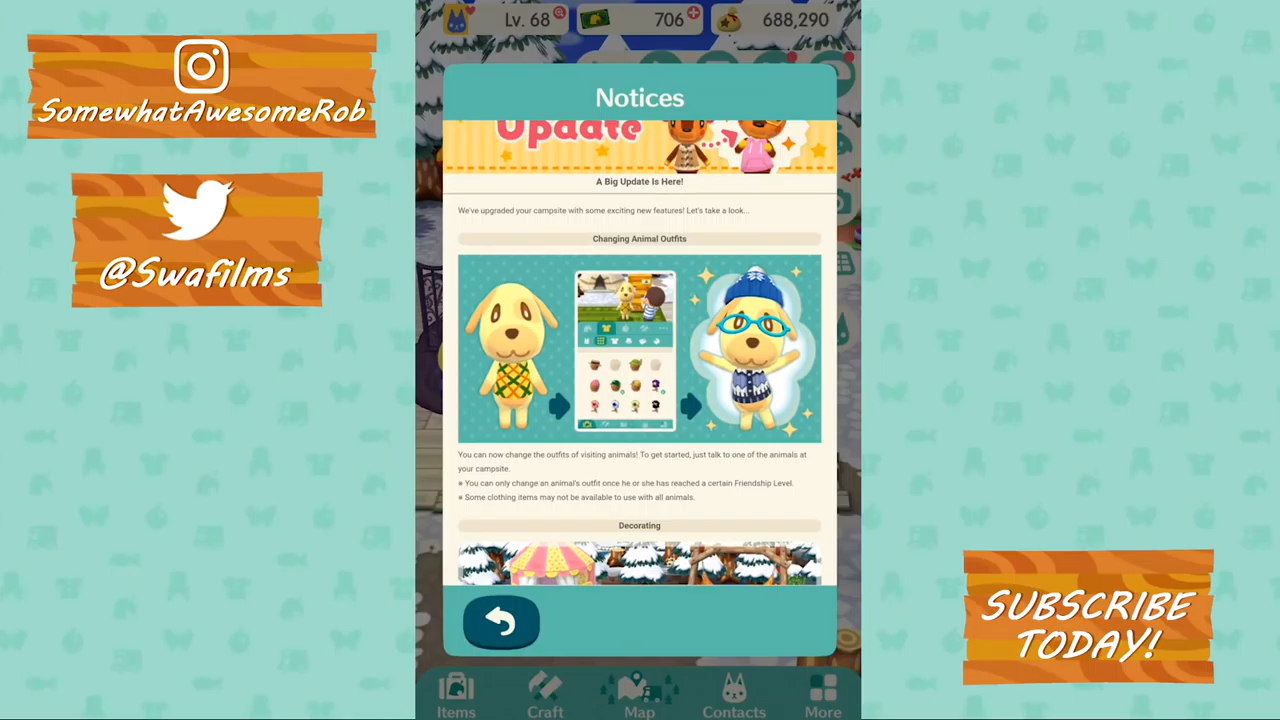 SomewhatAwesomeRob
@Swafilms
Lv. 68
706
688,290
Notices
Update
A Big Update Is Here!
We've upgraded your campsite with some exciting new features! Let's take a look...
Changing Animal Outfits
You can now change the outfits of visiting animals! To get started, just talk to one of the animals at
your campsite.
※ You can only change an animal's outfit once he or she has reached a certain Friendship Level.
※ Some clothing items may not be available to use with all animals.
Decorating
SUBSCRIBE
TODAY!
Items
Craft
Map
Contacts
More